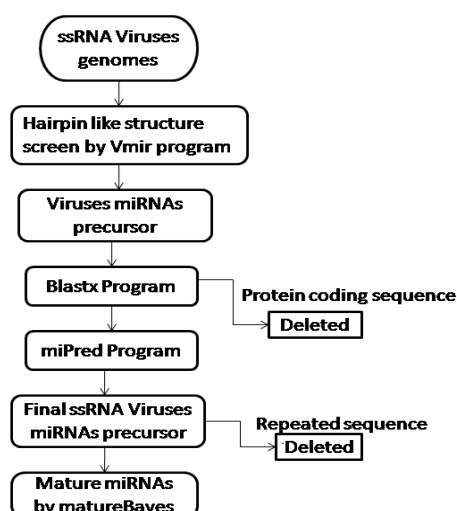 ssRNA Viruses
genomes
Hairpin like structure
screen by Vmir program
Viruses miRNAs
precursor
Blastx Program
Protein coding sequence
Deleted
miPred Program
Final ssRNA Viruses
miRNAs precursor
Repeated sequence
Deleted
Mature miRNAs
by matureBayes